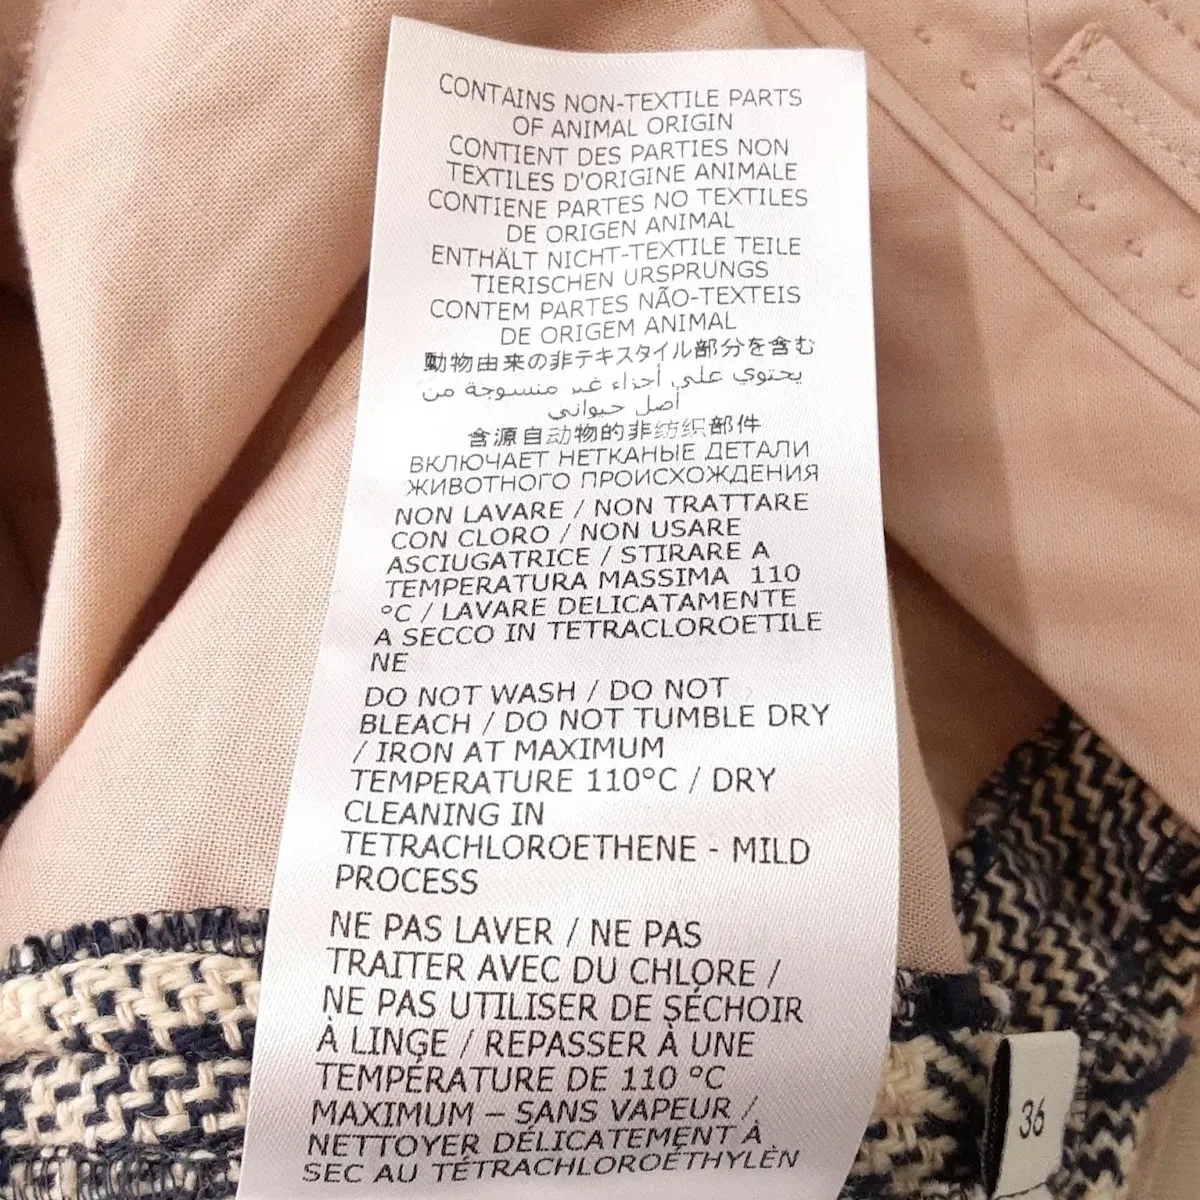 CONTAINS NON-TEXTILE PARTS
OF ANIMAL ORIGIN
CONTIENT DES PARTIES NON
TEXTILES D'ORIGINE ANIMALE
CONTIENE PARTES NO TEXTILES
DE ORIGEN ANIMAL
ENTHÄLT NICHT-TEXTILE TEILE
TIERISCHEN URSPRUNGS
CONTEM PARTES NÃO-TEXTEIS
DE ORIGEM ANIMAL
動物由来の非テキスタイル部分を含む
يحتوي على أجزاء غير منسوجة من
أصل حيواني
含源自动物的非纺织部件
ВКЛЮЧАЕТ НЕТКАНЫЕ ДЕТАЛИ
ЖИВОТНОГО ПРОИСХОЖДЕНИЯ
NON LAVARE / NON TRATTARE
CON CLORO / NON USARE
ASCIUGATRICE / STIRARE A
TEMPERATURA MASSIMA 110
°C / LAVARE DELICATAMENTE
A SECCO IN TETRACLOROETILE
NE
DO NOT WASH / DO NOT
BLEACH / DO NOT TUMBLE DRY
/ IRON AT MAXIMUM
TEMPERATURE 110°C / DRY
CLEANING IN
TETRACHLOROETHENE - MILD
PROCESS
NE PAS LAVER / NE PAS
TRAITER AVEC DU CHLORE /
NE PAS UTILISER DE SÉCHOIR
À LINGE / REPASSER À UNE
TEMPÉRATURE DE 110 °C
MAXIMUM – SANS VAPEUR /
NETTOYER DÉLICATEMENT À
SEC AU TÉTRACHLOROÉTHYLÈN
36